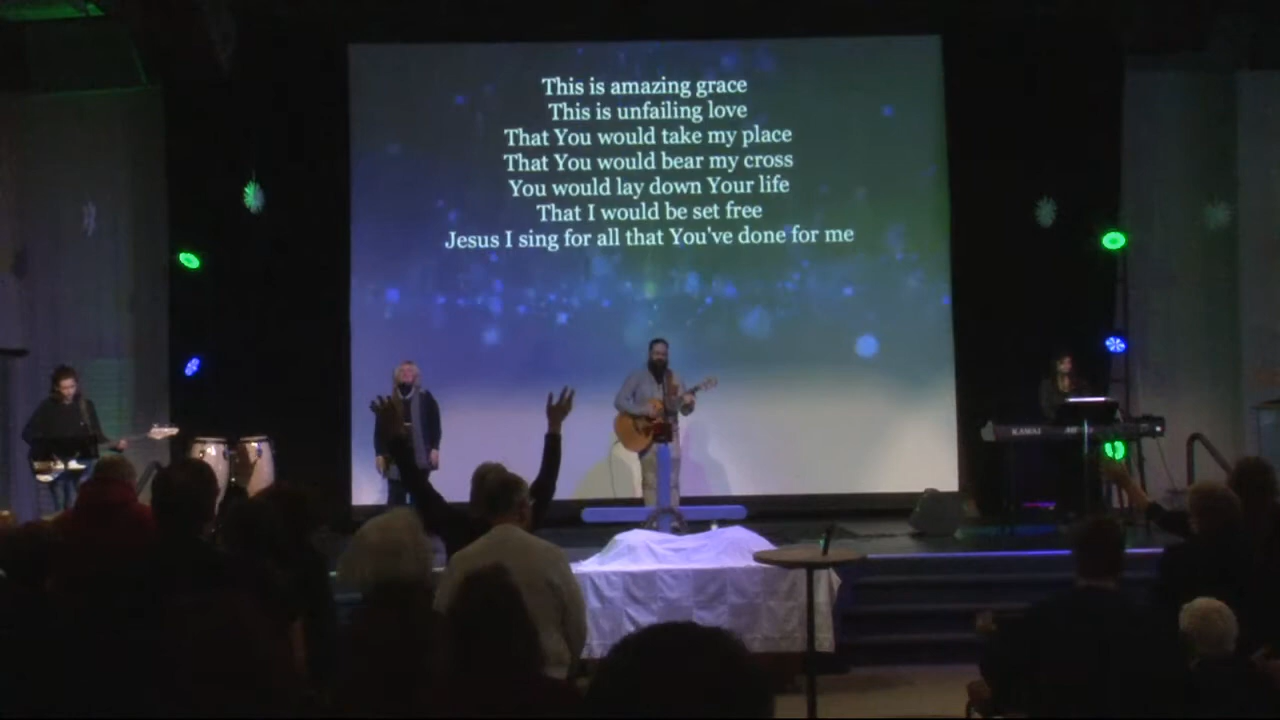 This is amazing grace
This is unfailing love
That You would take my place
That You would bear my cross
You would lay down Your life
That I would be set free
Jesus I sing for all that You've done for me
KAWAI